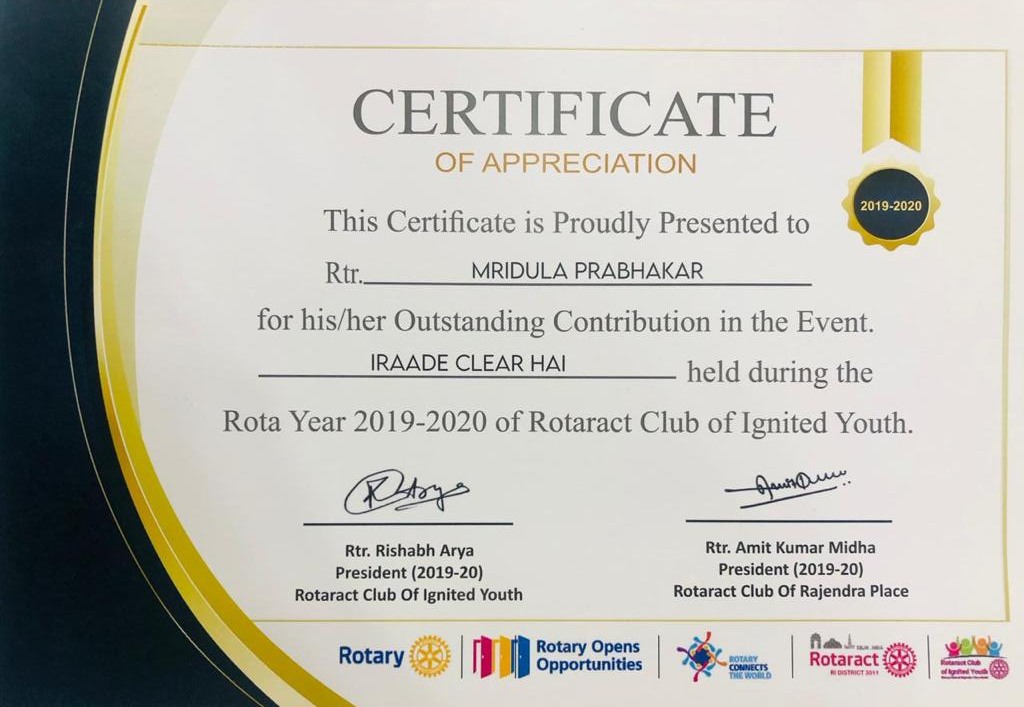 CERTIFICATE
OF APPRECIATION
2019-2020
This Certificate is Proudly Presented to
Rtr. MRIDULA PRABHAKAR
for his/her Outstanding Contribution in the Event.
IRAADE CLEAR HAI held during the
Rota Year 2019-2020 of Rotaract Club of Ignited Youth.
Rtr. Rishabh Arya
President (2019-20)
Rotaract Club Of Ignited Youth
Rtr. Amit Kumar Midha
President (2019-20)
Rotaract Club Of Rajendra Place
Rotary
Rotary Opens
Opportunities
ROTARY
CONNECTS
THE WORLD
Rotaract
RI DISTRICT 3011
Rotaract Club
of Ignited Youth